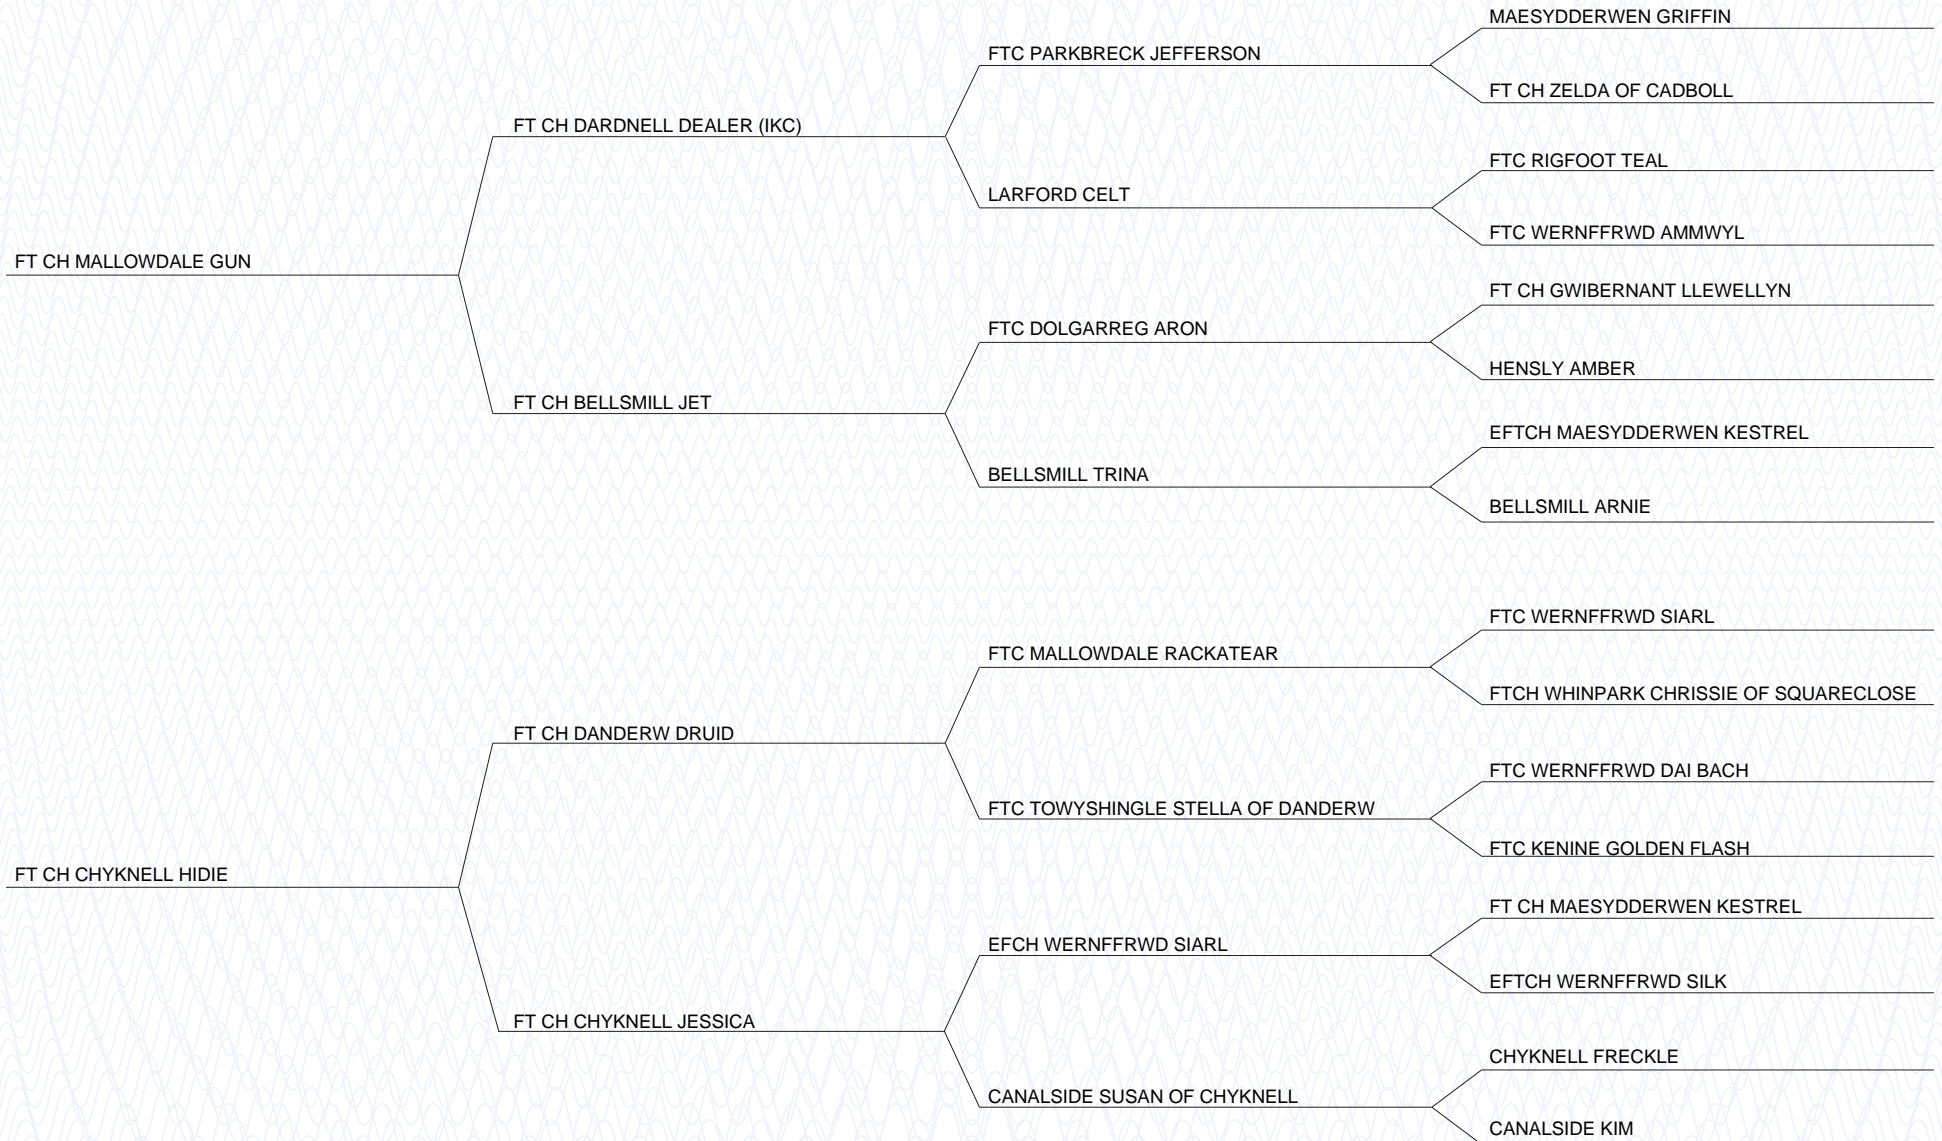 MAESYDDERWEN GRIFFIN
FTC PARKBRECK JEFFERSON
FT CH ZELDA OF CADBOLL
FT CH DARDNELL DEALER (IKC)
FTC RIGFOOT TEAL
LARFORD CELT
FTC WERNFFRWD AMMWYL
FT CH MALLOWDALE GUN
FT CH GWIBERNANT LLEWELLYN
FTC DOLGARREG ARON
HENSLY AMBER
FT CH BELLSMILL JET
EFTCH MAESYDDERWEN KESTREL
BELLSMILL TRINA
BELLSMILL ARNIE
FTC WERNFFRWD SIARL
FTC MALLOWDALE RACKATEAR
FTCH WHINPARK CHRISSIE OF SQUARECLOSE
FT CH DANDERW DRUID
FTC WERNFFRWD DAI BACH
FTC TOWYSHINGLE STELLA OF DANDERW
FTC KENINE GOLDEN FLASH
FT CH CHYKNELL HIDIE
FT CH MAESYDDERWEN KESTREL
EFCH WERNFFRWD SIARL
EFTCH WERNFFRWD SILK
FT CH CHYKNELL JESSICA
CHYKNELL FRECKLE
CANALSIDE SUSAN OF CHYKNELL
CANALSIDE KIM